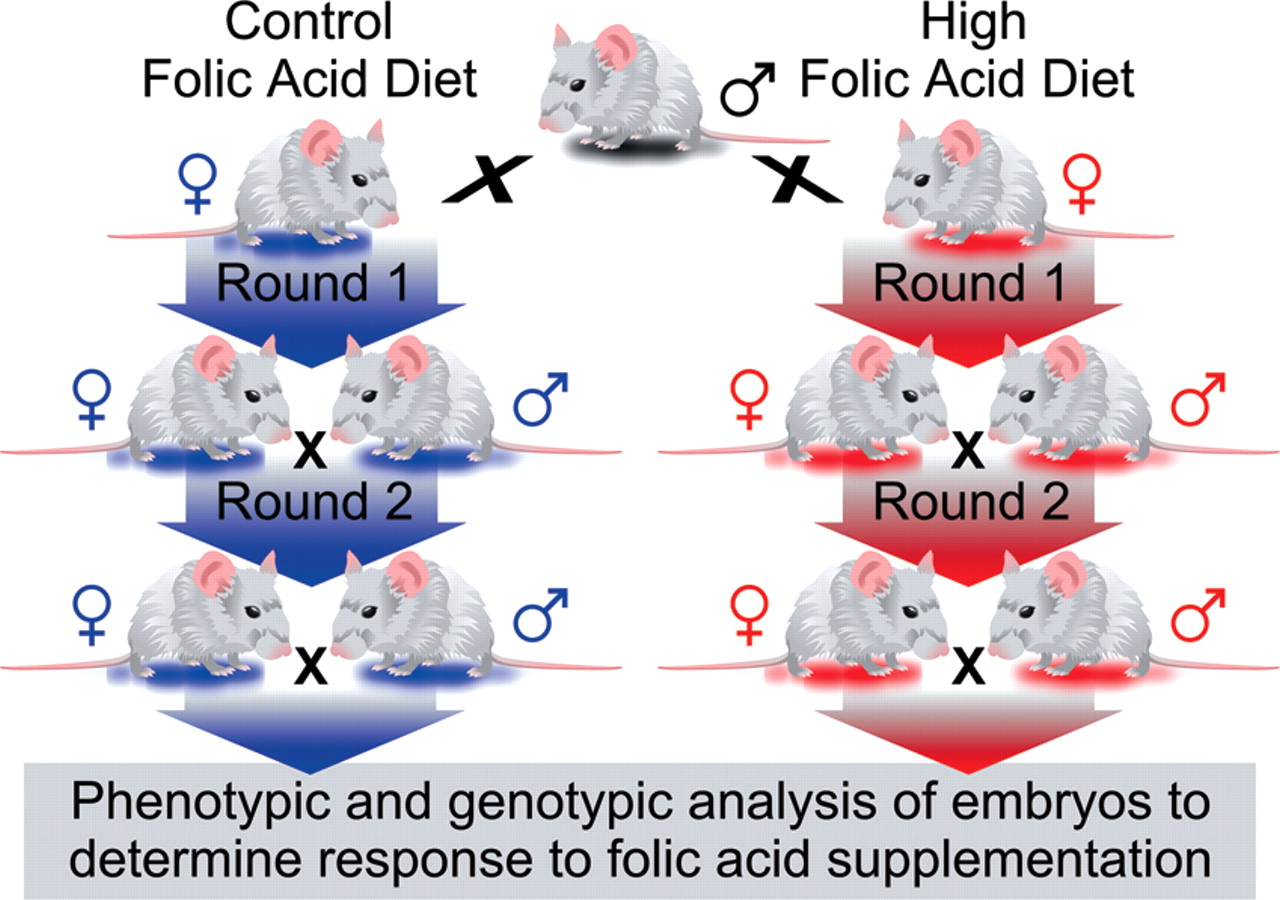 Control
Folic Acid Diet
High
Folic Acid Diet
♂
X
X
♀
♀
Round 1
Round 1
♀
X
♂
♀
X
♂
Round 2
Round 2
♀
X
♂
♀
X
♂
Phenotypic and genotypic analysis of embryos to
determine response to folic acid supplementation